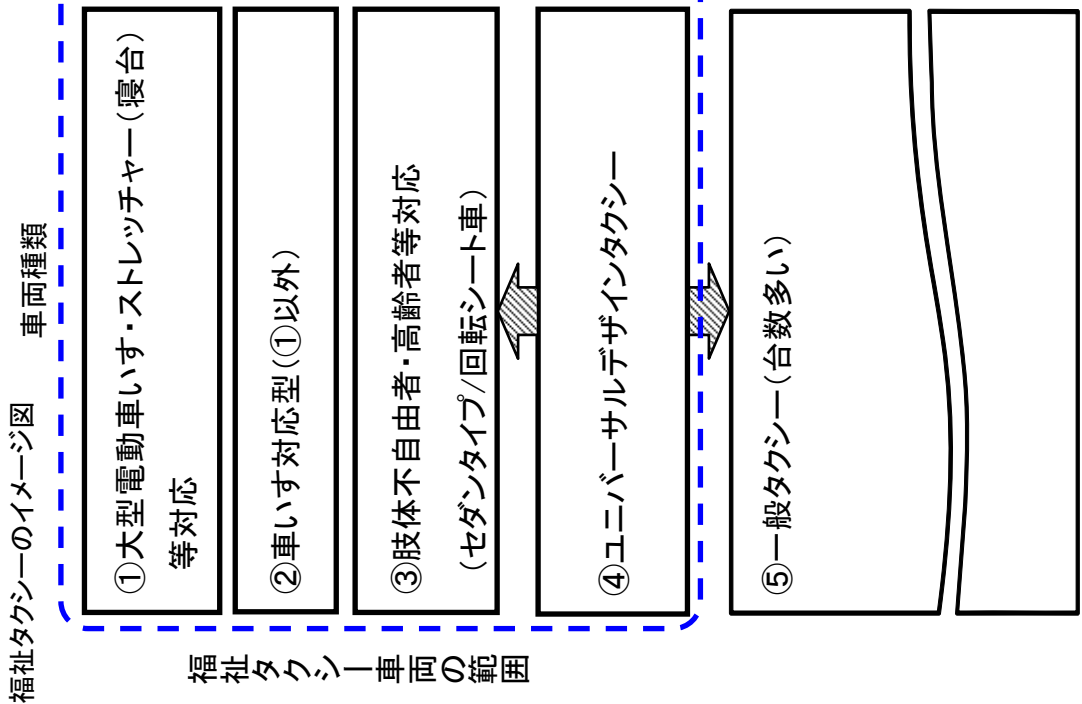 福祉タクシーのイメージ図
車両種類
福祉タクシー車両の範囲
①大型電動車いす・ストレッチャー(寝台)
等対応
②車いす対応型(①以外)
③肢体不自由者・高齢者等対応
(セダンタイプ/回転シート車)
④ユニバーサルデザインタクシー
⑤一般タクシー(台数多い)